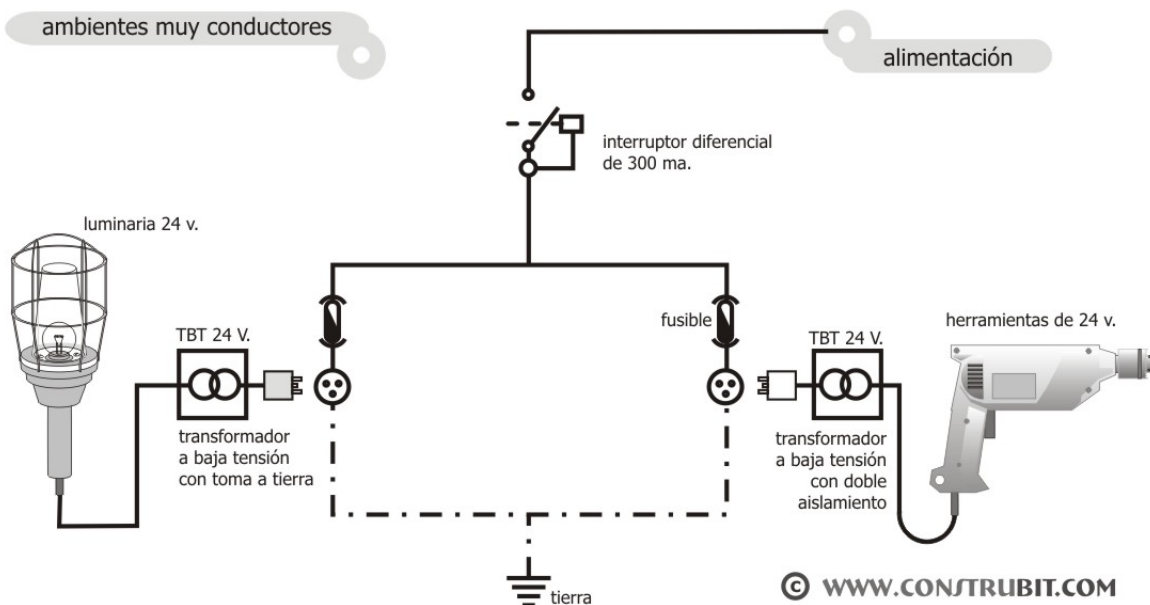 ambientes muy conductores
alimentación
interruptor diferencial
de 300 ma.
luminaria 24 v.
fusible
herramientas de 24 v.
TBT 24 V.
TBT 24 V.
transformador
a baja tensión
con toma a tierra
transformador
a baja tensión
con doble
aislamiento
tierra
© WWW.CONSTRUBIT.COM